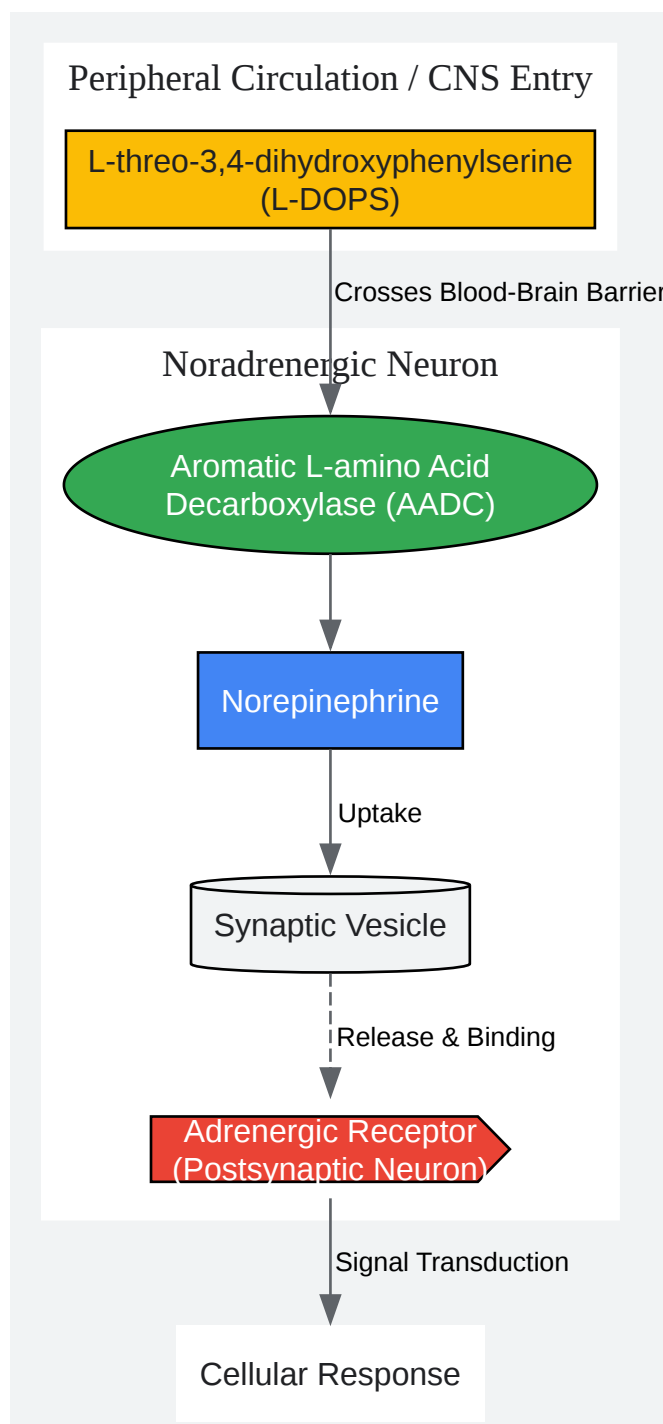 Peripheral Circulation / CNS Entry
L-threo-3,4-dihydroxyphenylserine
(L-DOPS)
Crosses Blood-Brain Barrier
Noradrenergic Neuron
Aromatic L-amino Acid
Decarboxylase (AADC)
Norepinephrine
Uptake
Synaptic Vesicle
Release & Binding
Adrenergic Receptor
(Postsynaptic Neuron)
Signal Transduction
Cellular Response